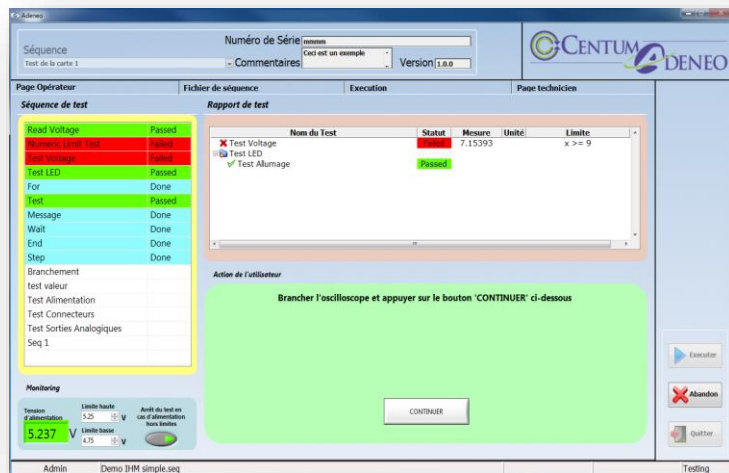 Adeneo
Séquence
Test de la carte 1
Numéro de Série mmmm
Commentaires Ceci est un exemple
Version 1.0.0
CENTUM ADENEO
Page Opérateur Fichier de séquence Execution Page technicien
Séquence de test
Read Voltage Passed
Numeric Limit Test Failed
Test Voltage Failed
Test LED Passed
For Done
Test Passed
Message Done
Wait Done
End Done
Step Done
Branchement
test valeur
Test Alimentation
Test Connecteurs
Test Sorties Analogiques
Seq 1
Rapport de test
Nom du Test Statut Mesure Unité Limite
Test Voltage Failed 7.15393 x >= 9
Test LED
Test Allumage Passed
Action de l'utilisateur
Brancher l'oscilloscope et appuyer sur le bouton 'CONTINUER' ci-dessous
CONTINUER
Monitoring
Tension
d'alimentation
5.237 V
Limite haute
5.25 V
Limite basse
4.75 V
Arrêt du test en
cas d'alimentation
hors limites
Executer
Abandon
Quitter
Admin Demo IHM simple.seq Testing